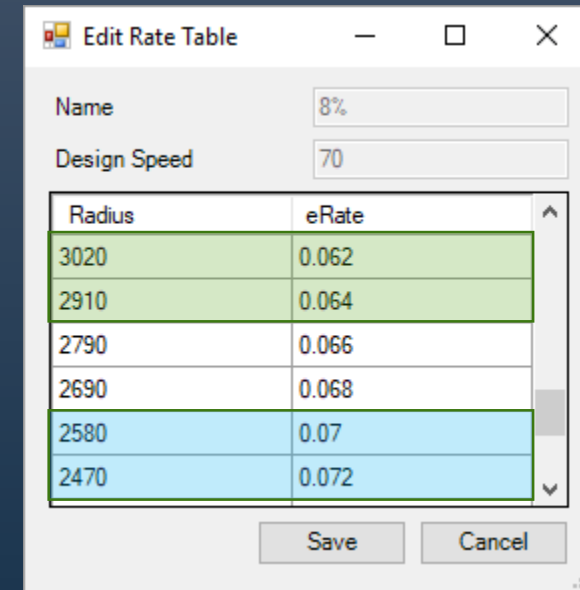 Edit Rate Table
Name 8%
Design Speed 70
Radius eRate
3020 0.062
2910 0.064
2790 0.066
2690 0.068
2580 0.07
2470 0.072
Save Cancel